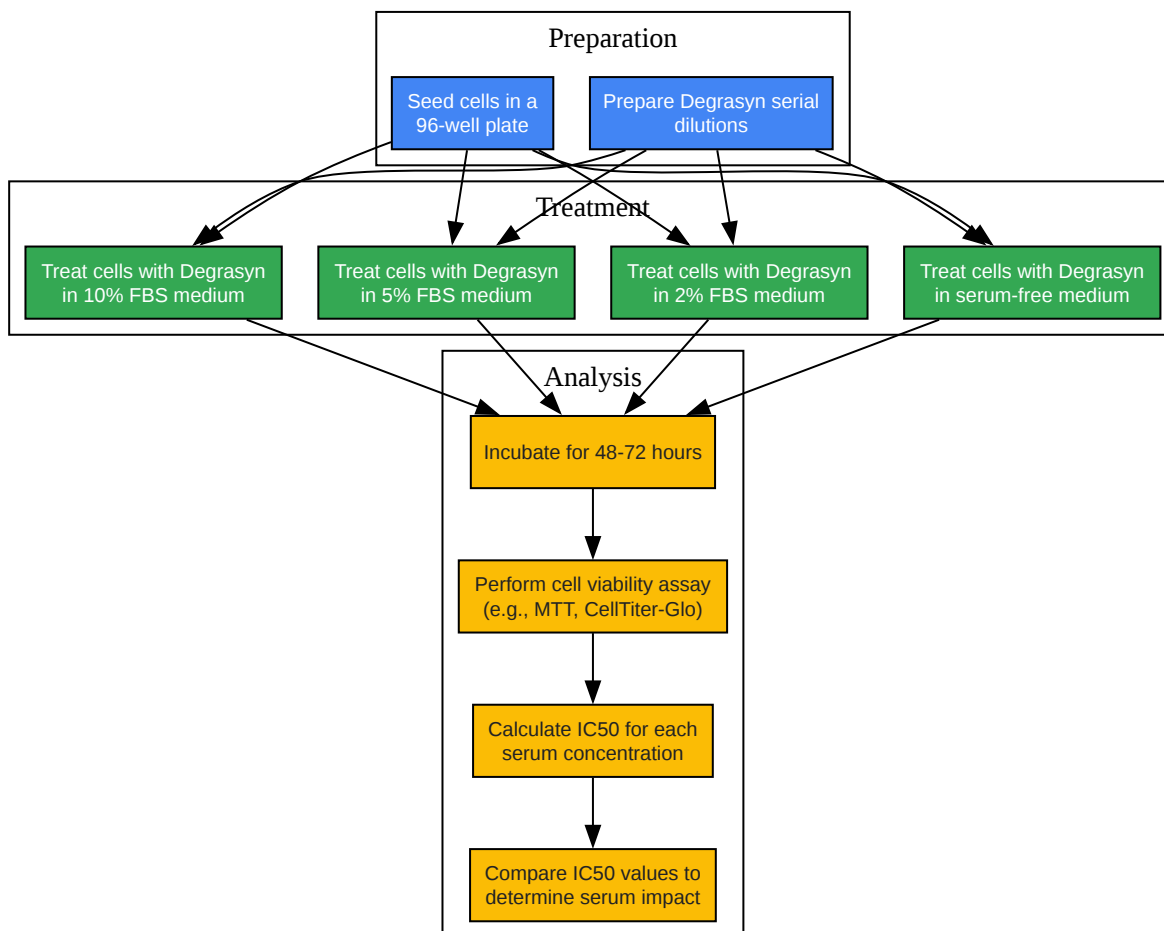 Preparation
Seed cells in a
96-well plate
Prepare Degrasyn serial
dilutions
Treatment
Treat cells with Degrasyn
in 10% FBS medium
Treat cells with Degrasyn
in 5% FBS medium
Treat cells with Degrasyn
in 2% FBS medium
Treat cells with Degrasyn
in serum-free medium
Analysis
Incubate for 48-72 hours
Perform cell viability assay
(e.g., MTT, CellTiter-Glo)
Calculate IC50 for each
serum concentration
Compare IC50 values to
determine serum impact